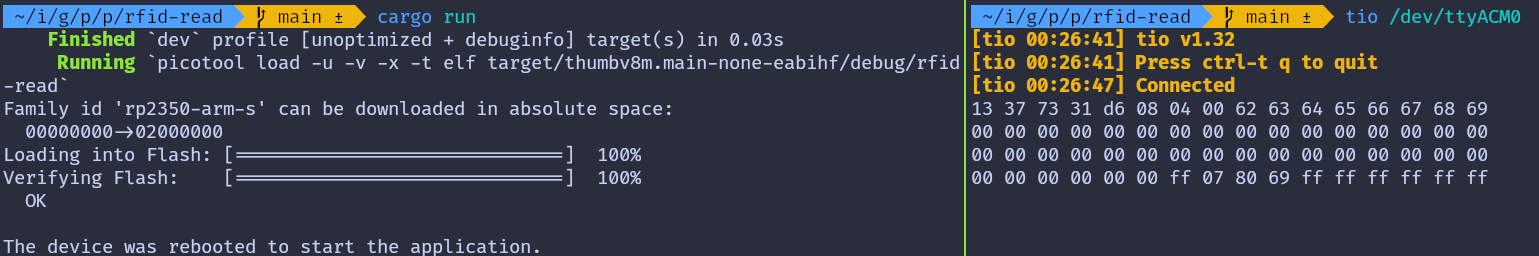 ~/i/g/p/p/rfid-read main ± cargo run
Finished `dev` profile [unoptimized + debuginfo] target(s) in 0.03s
Running `picotool load -u -v -x -t elf target/thumbv8m.main-none-eabihf/debug/rfid
-read`
Family id 'rp2350-arm-s' can be downloaded in absolute space:
00000000->02000000
Loading into Flash: [==============================] 100%
Verifying Flash: [==============================] 100%
OK
The device was rebooted to start the application.
~/i/g/p/p/rfid-read main ± tio /dev/ttyACM0
[tio 00:26:41] tio v1.32
[tio 00:26:41] Press ctrl-t q to quit
[tio 00:26:47] Connected
13 37 73 31 d6 08 04 00 62 63 64 65 66 67 68 69
00 00 00 00 00 00 00 00 00 00 00 00 00 00 00 00
00 00 00 00 00 00 00 00 00 00 00 00 00 00 00 00
00 00 00 00 00 00 ff 07 80 69 ff ff ff ff ff ff